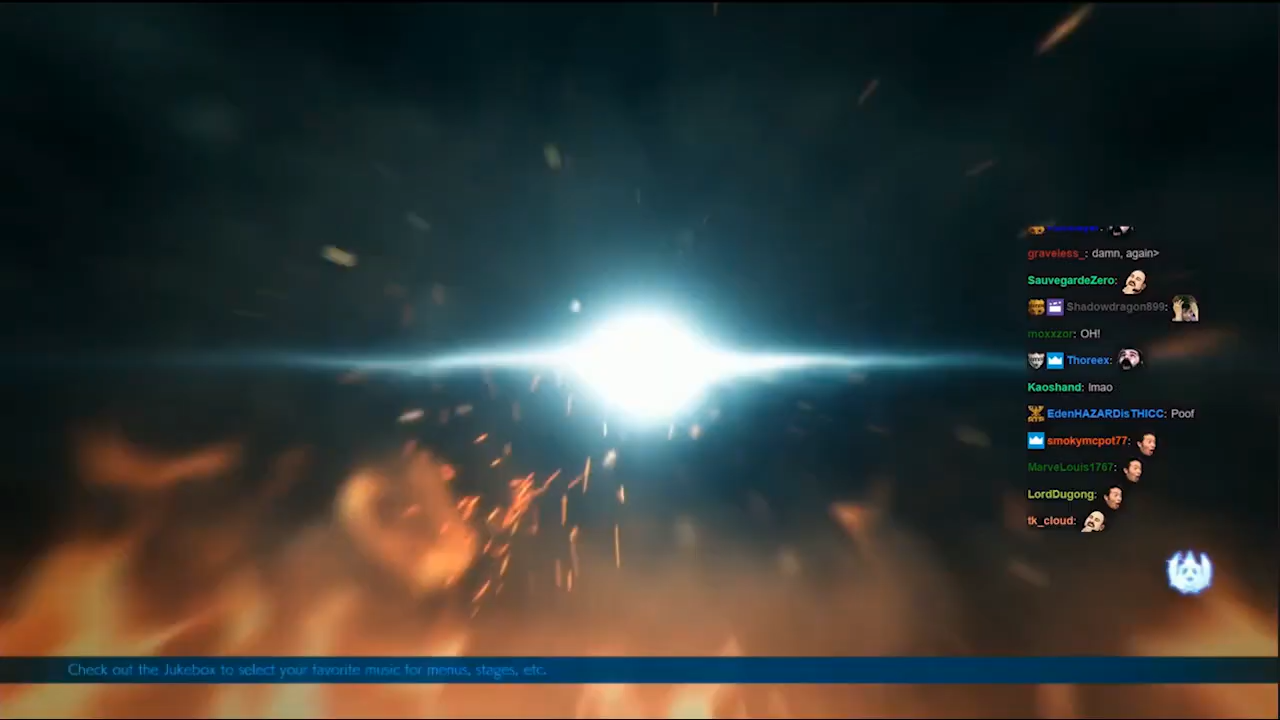 graveless_: damn, again>
SauvegardeZero:
Shadowdragon899:
moxxzor: OH!
Thoreex:
Kaoshand: lmao
EdenHAZARDisTHICC: Poof
smokymcpot77:
MarveLouis1767:
LordDugong:
tk_cloud:
Check out the Jukebox to select your favorite music for menus, stages, etc.